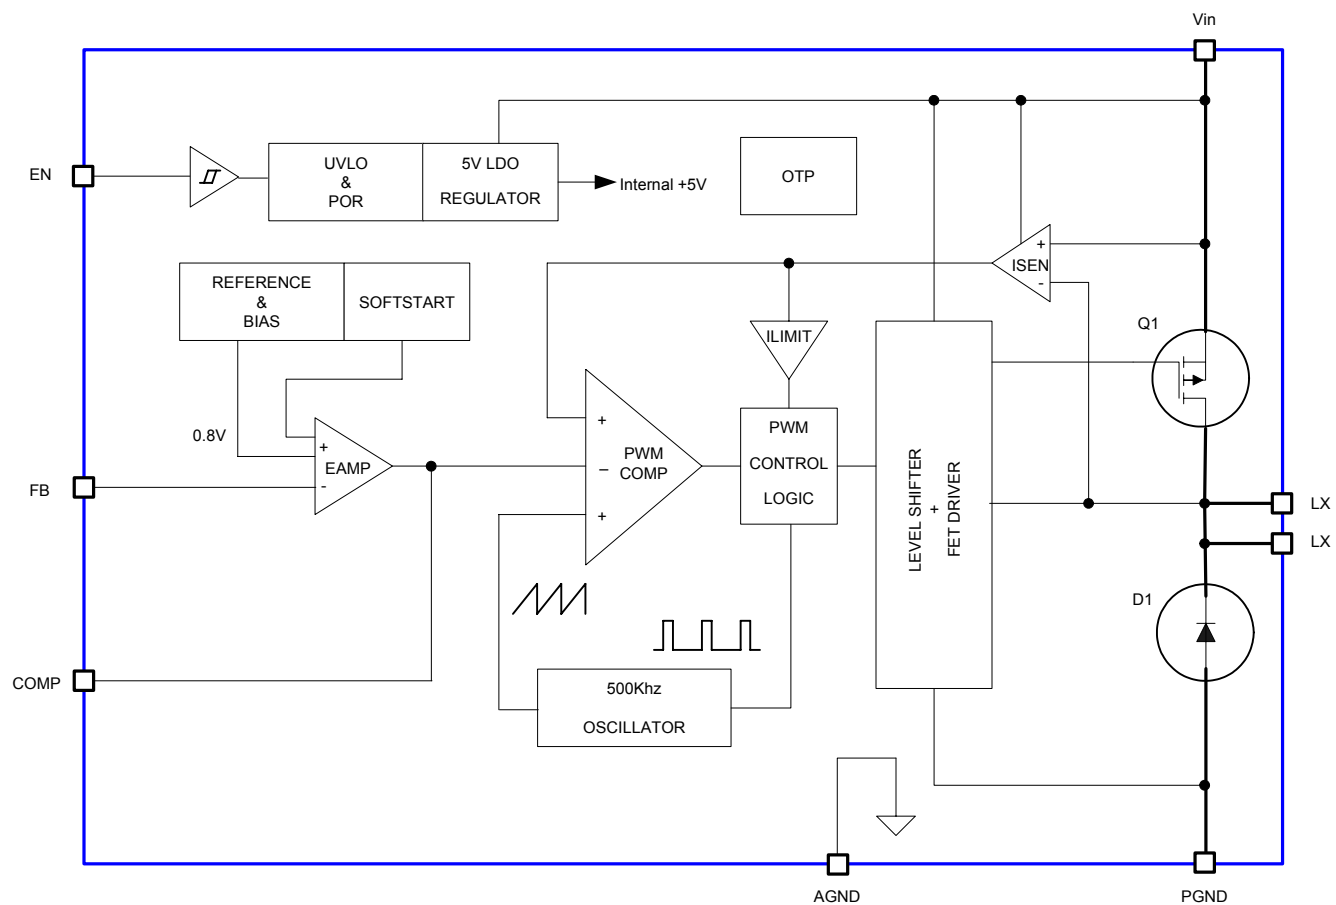 Vin
EN
UVLO
&
POR
5V LDO
REGULATOR
Internal +5V
OTP
+
ISEN
-
REFERENCE
&
BIAS
SOFTSTART
ILIMIT
Q1
0.8V
+
EAMP
-
FB
+
PWM
COMP
–
+
PWM
CONTROL
LOGIC
LEVEL SHIFTER
+
FET DRIVER
LX
LX
D1
COMP
500Khz
OSCILLATOR
AGND
PGND